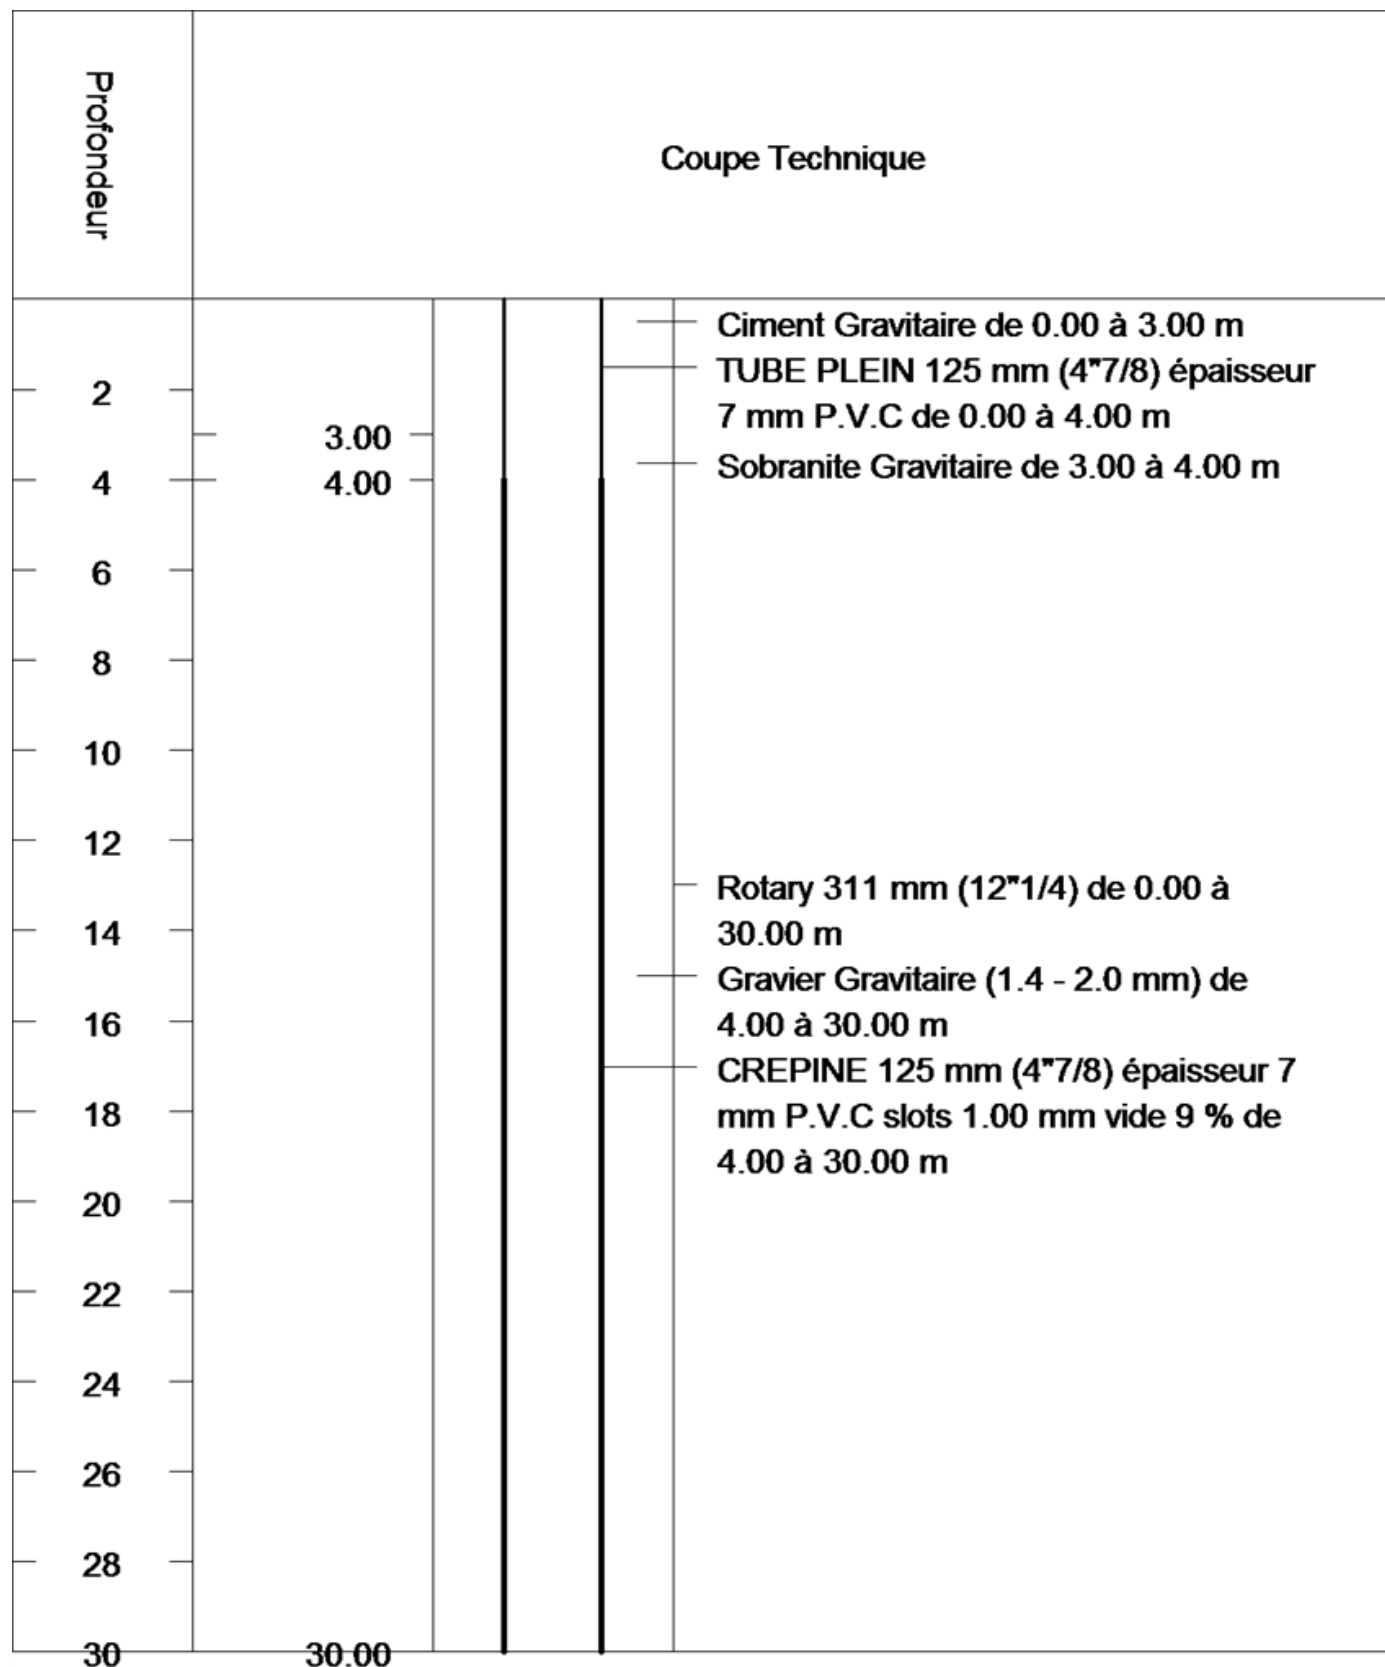 Profondeur
Coupe Technique
Ciment Gravitaire de 0.00 à 3.00 m
TUBE PLEIN 125 mm (4"7/8) épaisseur
2
7 mm P.V.C de 0.00 à 4.00 m
3.00
Sobranite Gravitaire de 3.00 à 4.00 m
4
4.00
6
8
10
12
Rotary 311 mm (12"1/4) de 0.00 à
14
30.00 m
Gravier Gravitaire (1.4 - 2.0 mm) de
16
4.00 à 30.00 m
CREPINE 125 mm (4"7/8) épaisseur 7
18
mm P.V.C slots 1.00 mm vide 9 % de
4.00 à 30.00 m
20
22
24
26
28
30
30.00